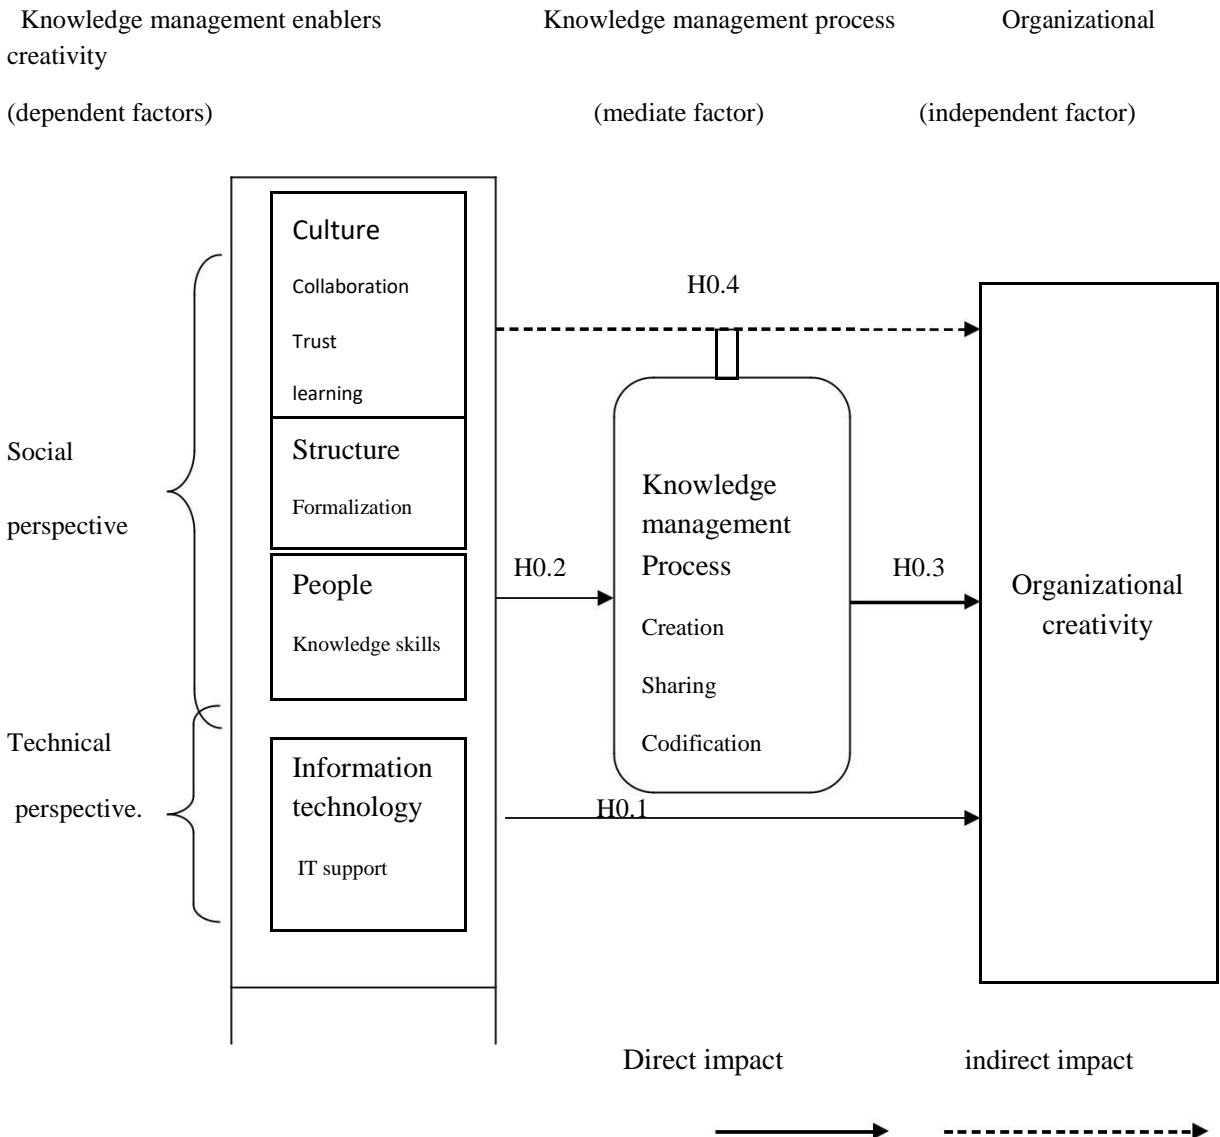 Knowledge management enablers Knowledge management process Organizational
creativity
(dependent factors) (mediate factor) (independent factor)
Culture
Collaboration
Trust
learning
Structure
Formalization
People
Knowledge skills
Information
technology
IT support
Social
perspective
Technical
perspective.
H0.4
H0.2
H0.3
H0.1
Knowledge
management
Process
Creation
Sharing
Codification
Organizational
creativity
Direct impact indirect impact